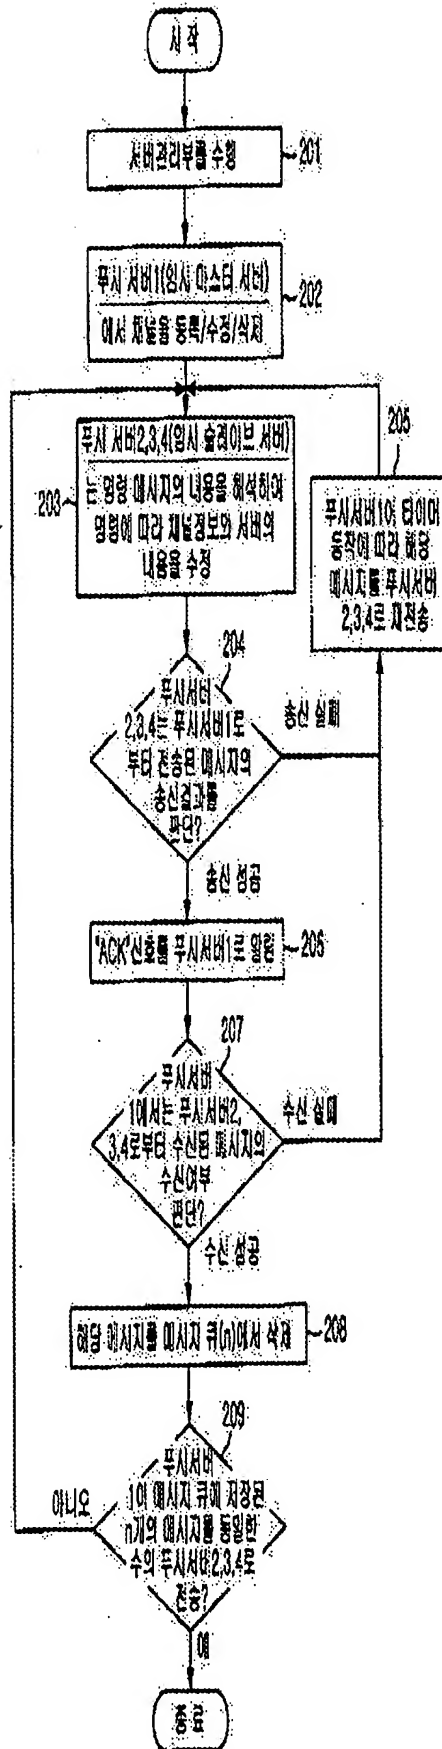 시 작
서버관리부를 수행
201
푸시 서버1(임시 마스터 서버)
에서 채널을 등록/수정/삭제
202
푸시 서버2,3,4(임시 슬레이브 서버)
는 명령 메시지의 내용을 해석하여
명령에 따라 채널정보와 서버의
내용을 수정
203
205
푸시서버1이 타이머
동작에 따라 해당
메시지를 푸시서버
2,3,4로 재전송
204
푸시서버
2,3,4는 푸시서버1로
부터 전송된 메시지의
송신결과를
판단?
송신 실패
송신 성공
"ACK"신호를 푸시서버1로
206
207
푸시서버
1에서는 푸시서버2,
3,4로부터 수신된 메시지의
수신여부
판단?
수신 실패
수신 성공
해당 메시지를 메시지 큐(n)에서 삭제
208
209
푸시서버
1이 메시지 큐에 저장된
n개의 메시지를 동일한
수의 푸시서버2,3,4로
전송?
아니오
예
종료